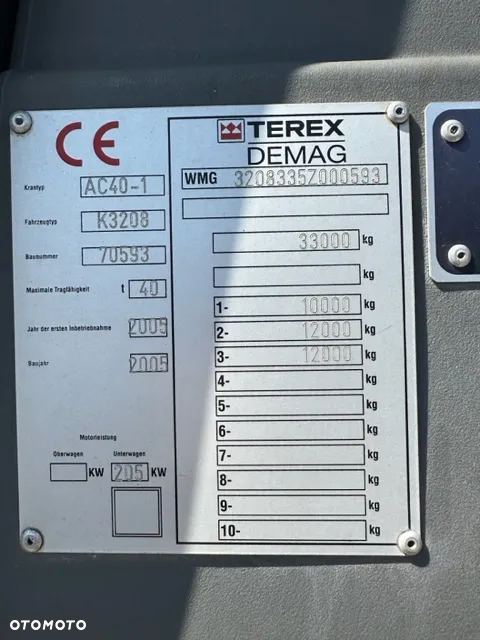 CE
Krantyp AC40-1
Fahrzeugtyp K3208
Baunummer 70593
Maximale Tragfähigkeit t 40
Jahr der ersten Inbetriebnahme 2005
Baujahr 2005
Motorleistung
Oberwagen Unterwagen
KW 205 KW
TEREX
DEMAG
WMG 3208335Z000593
33000 kg
kg
1- 10000 kg
2- 12000 kg
3- 12000 kg
4- kg
5- kg
6- kg
7- kg
8- kg
9- kg
10- kg
OTOMOTO